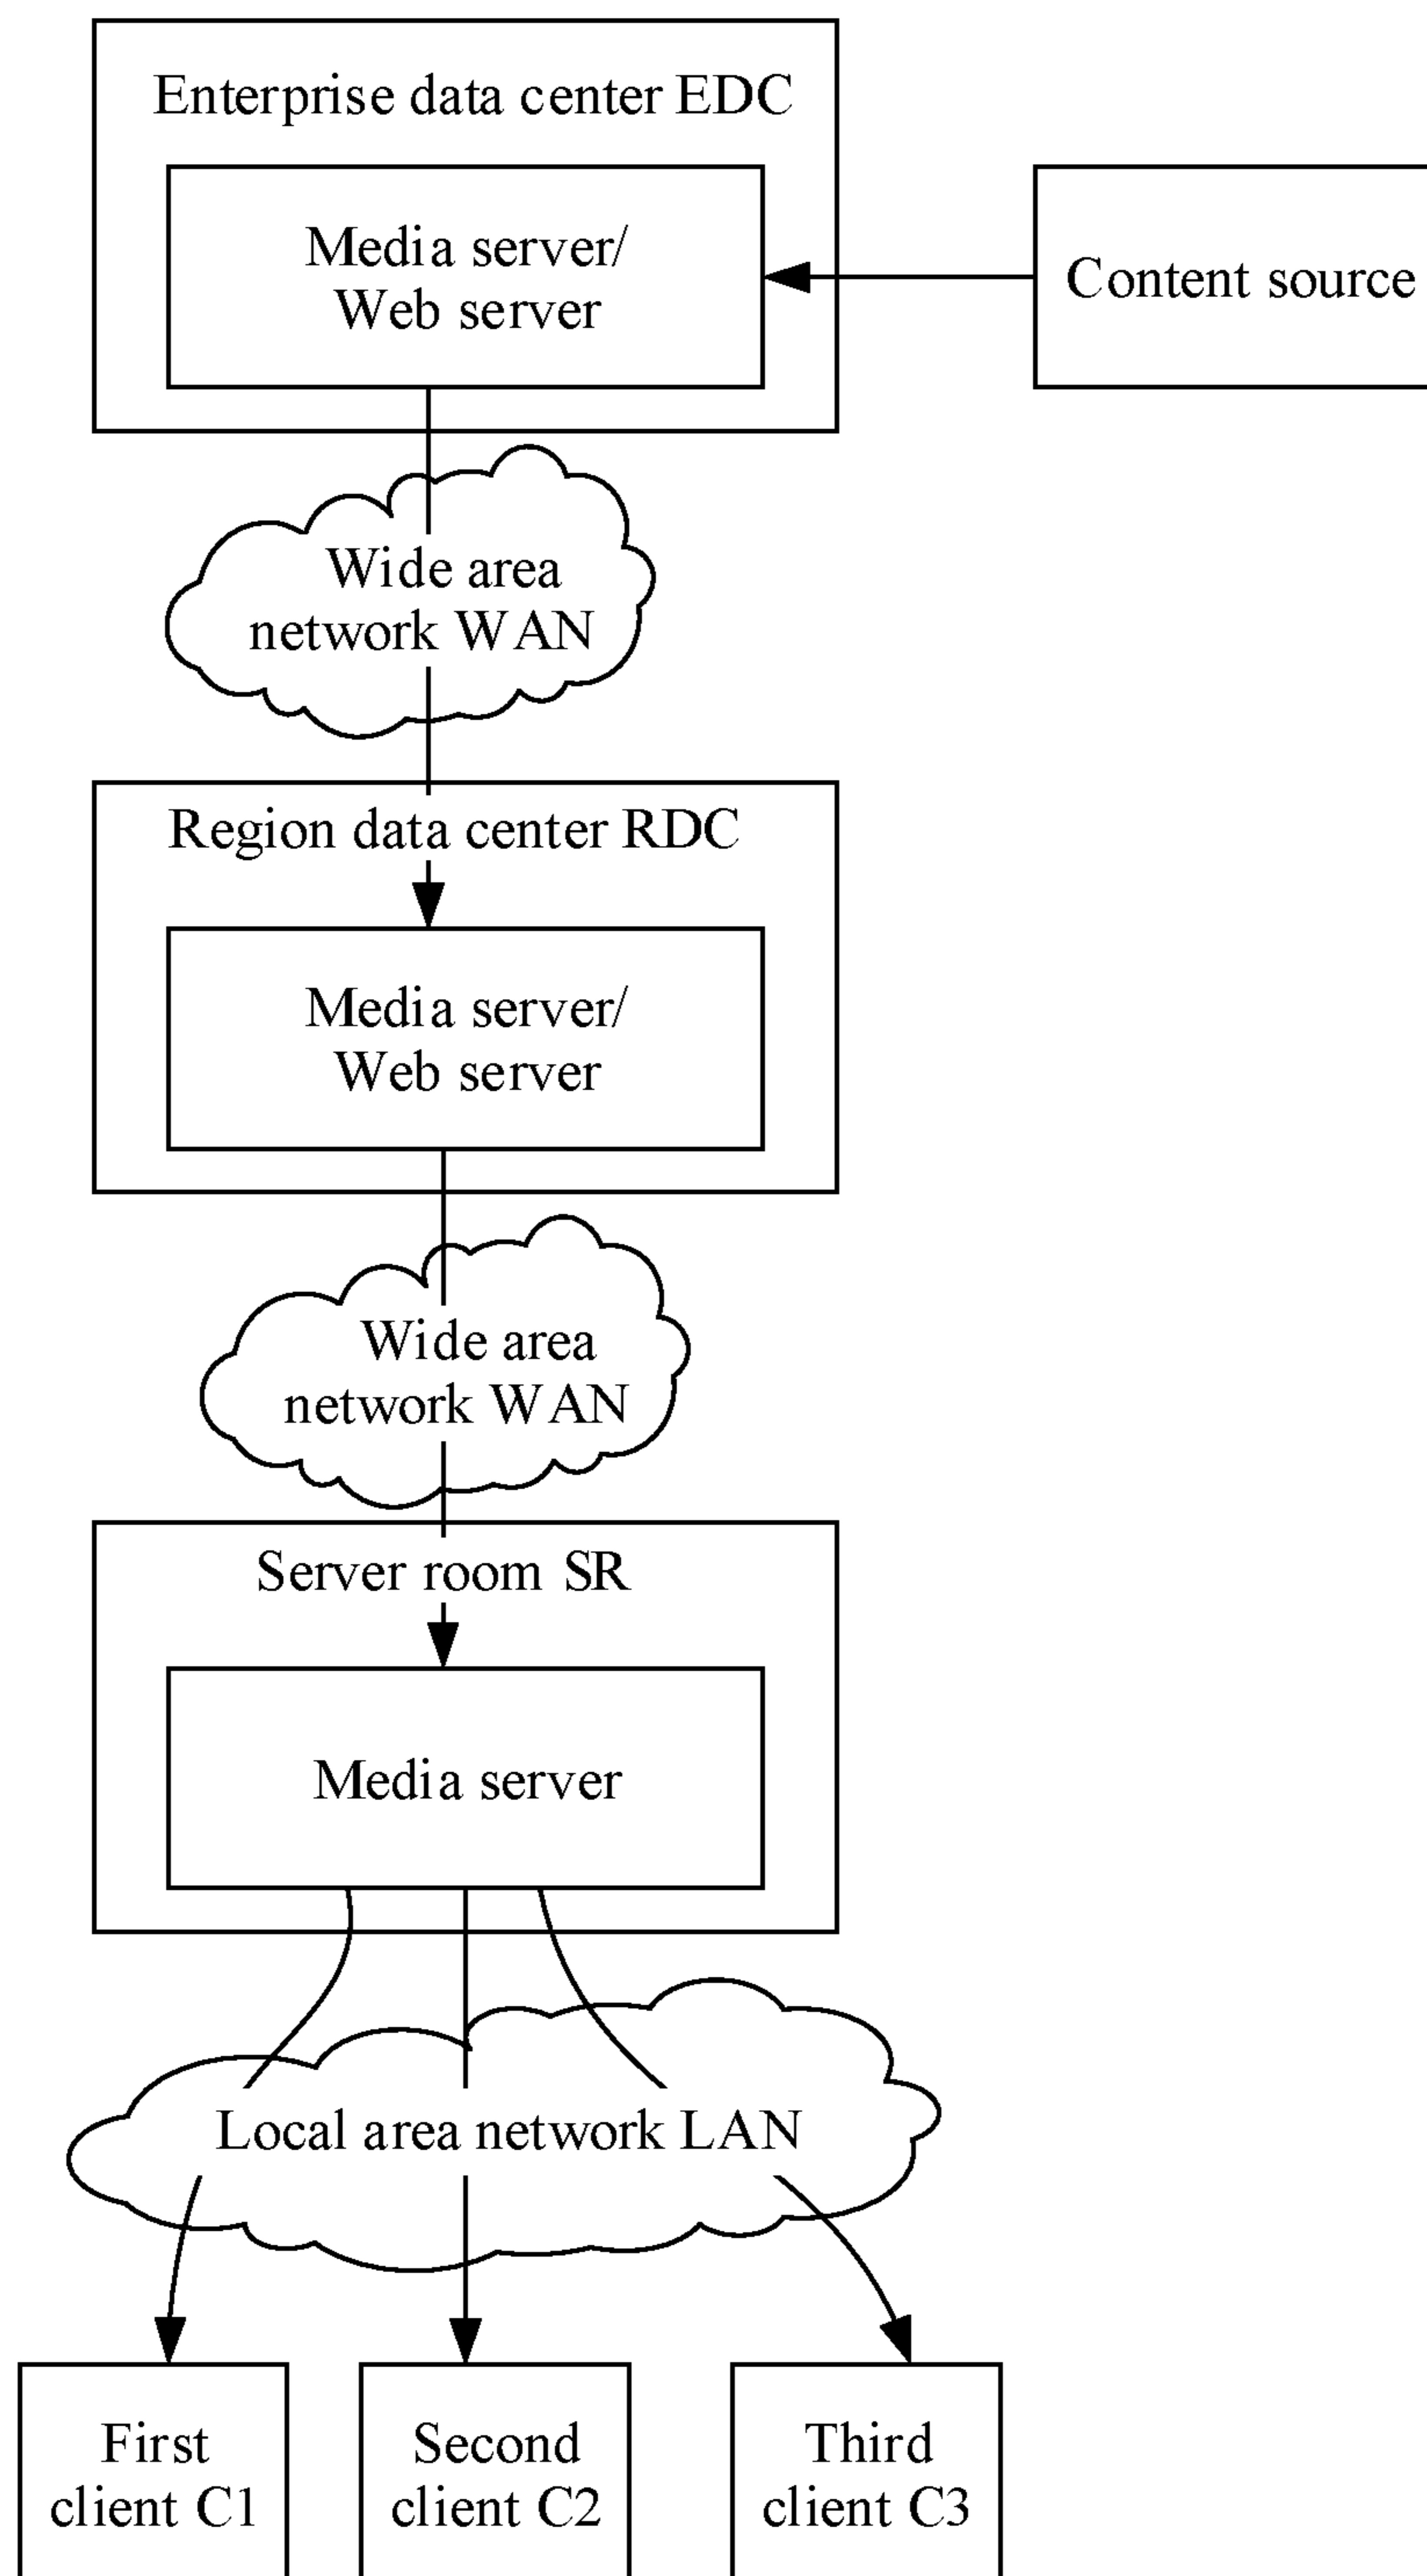 Enterprise data center EDC
Media server/
Web server
Content source
Wide area
network WAN
Region data center RDC
Media server/
Web server
Wide area
network WAN
Server room SR
Media server
Local area network LAN
First
client C1
Second
client C2
Third
client C3